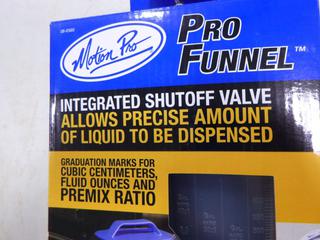 Motion Pro
PRO
FUNNEL™
INTEGRATED SHUTOFF VALVE
ALLOWS PRECISE AMOUNT
OF LIQUID TO BE DISPENSED
GRADUATION MARKS FOR
CUBIC CENTIMETERS,
FLUID OUNCES AND
PREMIX RATIO